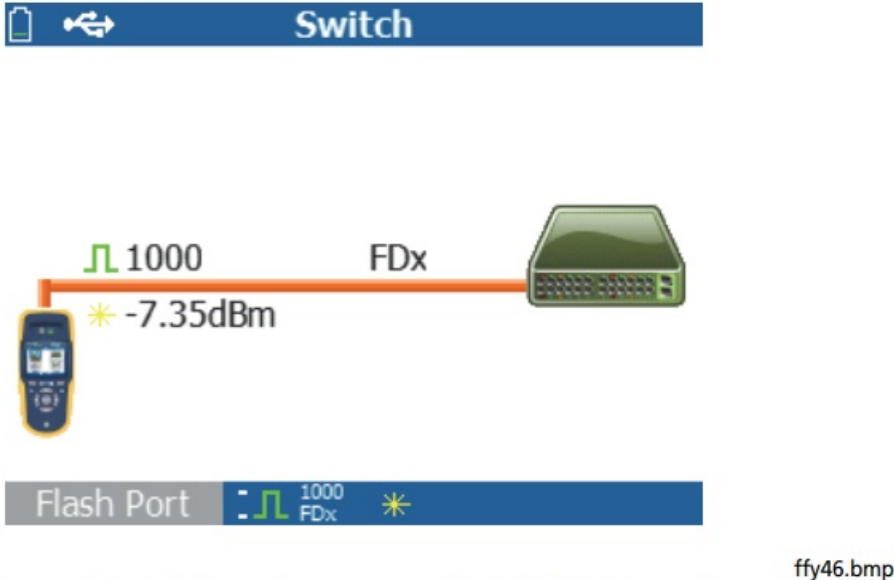 Switch
1000 FDx
-7.35dBm
Flash Port 1000
FDx
ffy46.bmp